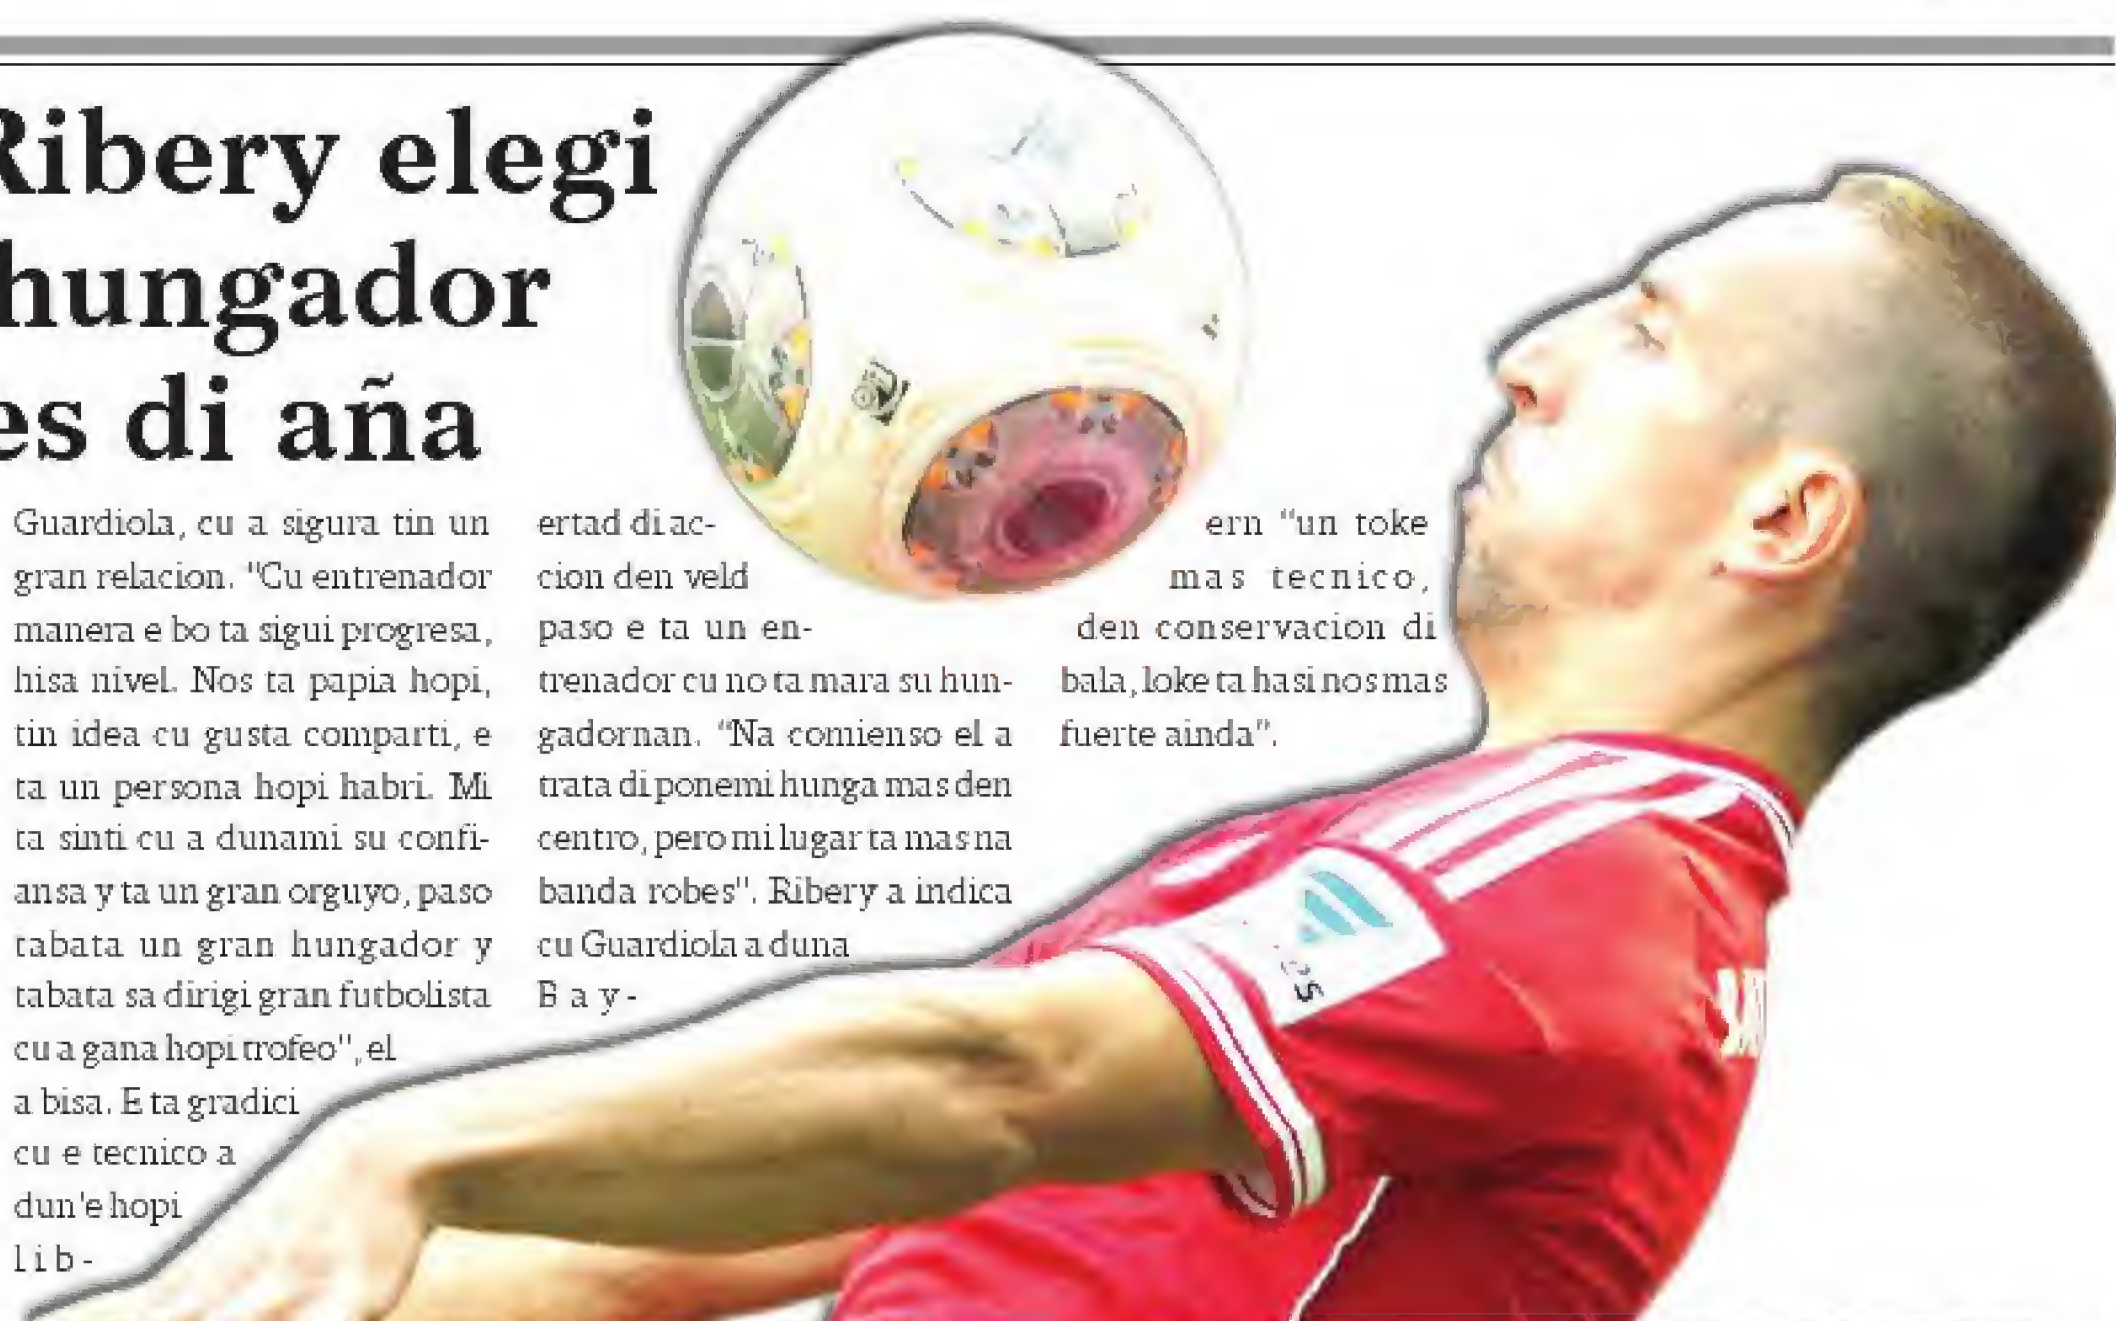 Ribery elegi
hungador
es di aña
Guardiola, cu a sigura tin un
gran relacion. "Cu entrenador
manera e bo ta sigui progresa,
hisa nivel. Nos ta papia hopi,
tin idea cu gusta comparti, e
ta un persona hopi habri. Mi
ta sinti cu a dunami su confi-
ansa y ta un gran orguyo, paso
tabata un gran hungador y
tabata sa dirigi gran futbolista
cu a gana hopi trofeo", el
a bisa. E ta gradici
cu e tecnico a
dun'e hopi
lib-
ertad di ac-
cion den veld
paso e ta un en-
trenador cu no ta mara su hun-
gadornan. "Na comienso el a
trata di ponemi hunga mas den
centro, pero mi lugar ta mas na
banda robes". Ribery a indica
cu Guardiola a duna
Bay-
ern "un toke
mas tecnico,
den conservacion di
bala, loke ta hasi nos mas
fuerte ainda".